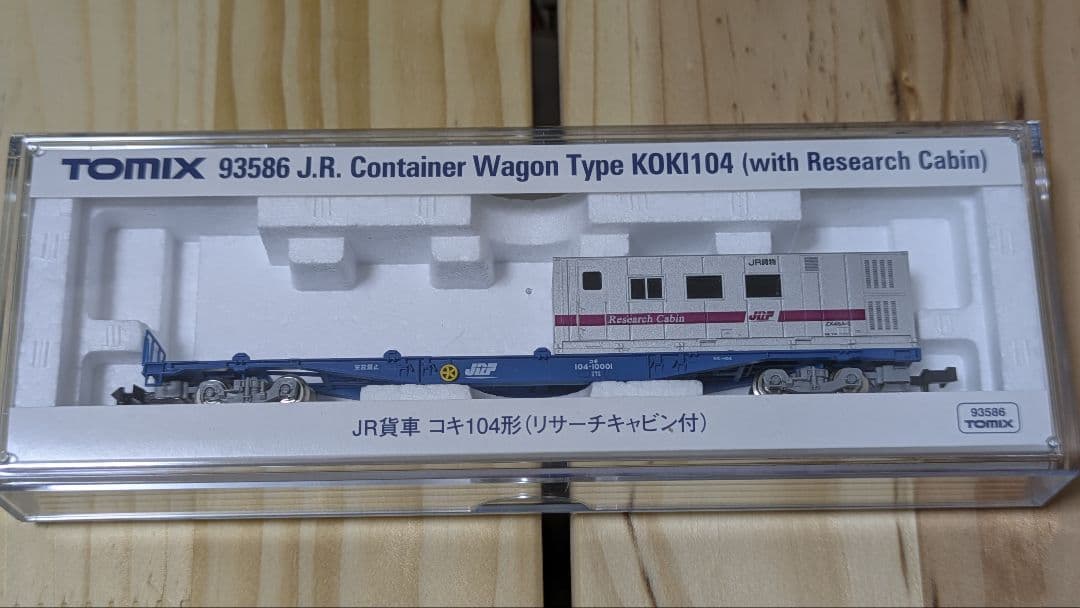 TOMIX 93586 J.R. Container Wagon Type KOKI104 (with Research Cabin)
JR貨物
Research Cabin JRF
JRF
コキ
104-10001
JR貨車 コキ104形(リサーチキャビン付)
93586
TOMIX